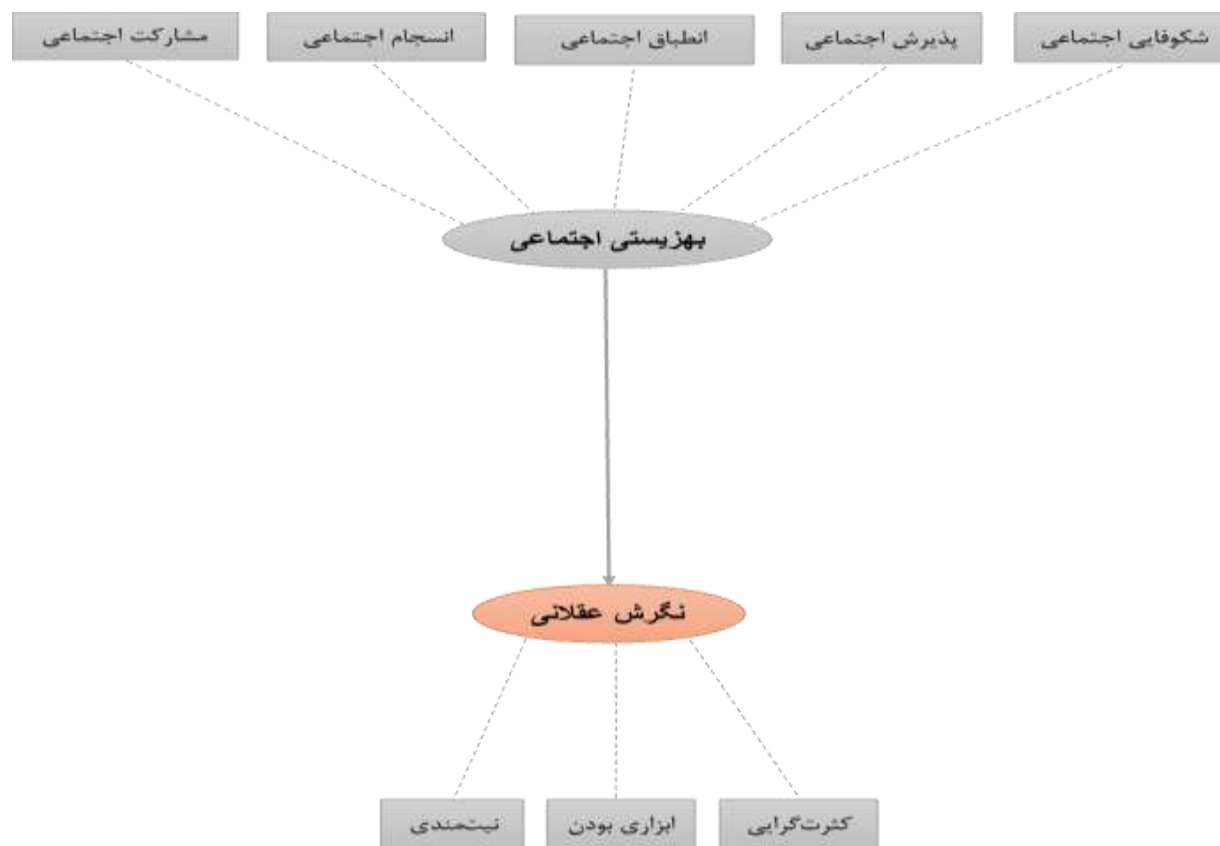 شکوفایی اجتماعی
پذیرش اجتماعی
انطباق اجتماعی
انسجام اجتماعی
مشارکت اجتماعی
بهزیستی اجتماعی
نگرش عقلانی
کثرت‌گرایی
ابزاری بودن
نیت‌مندی